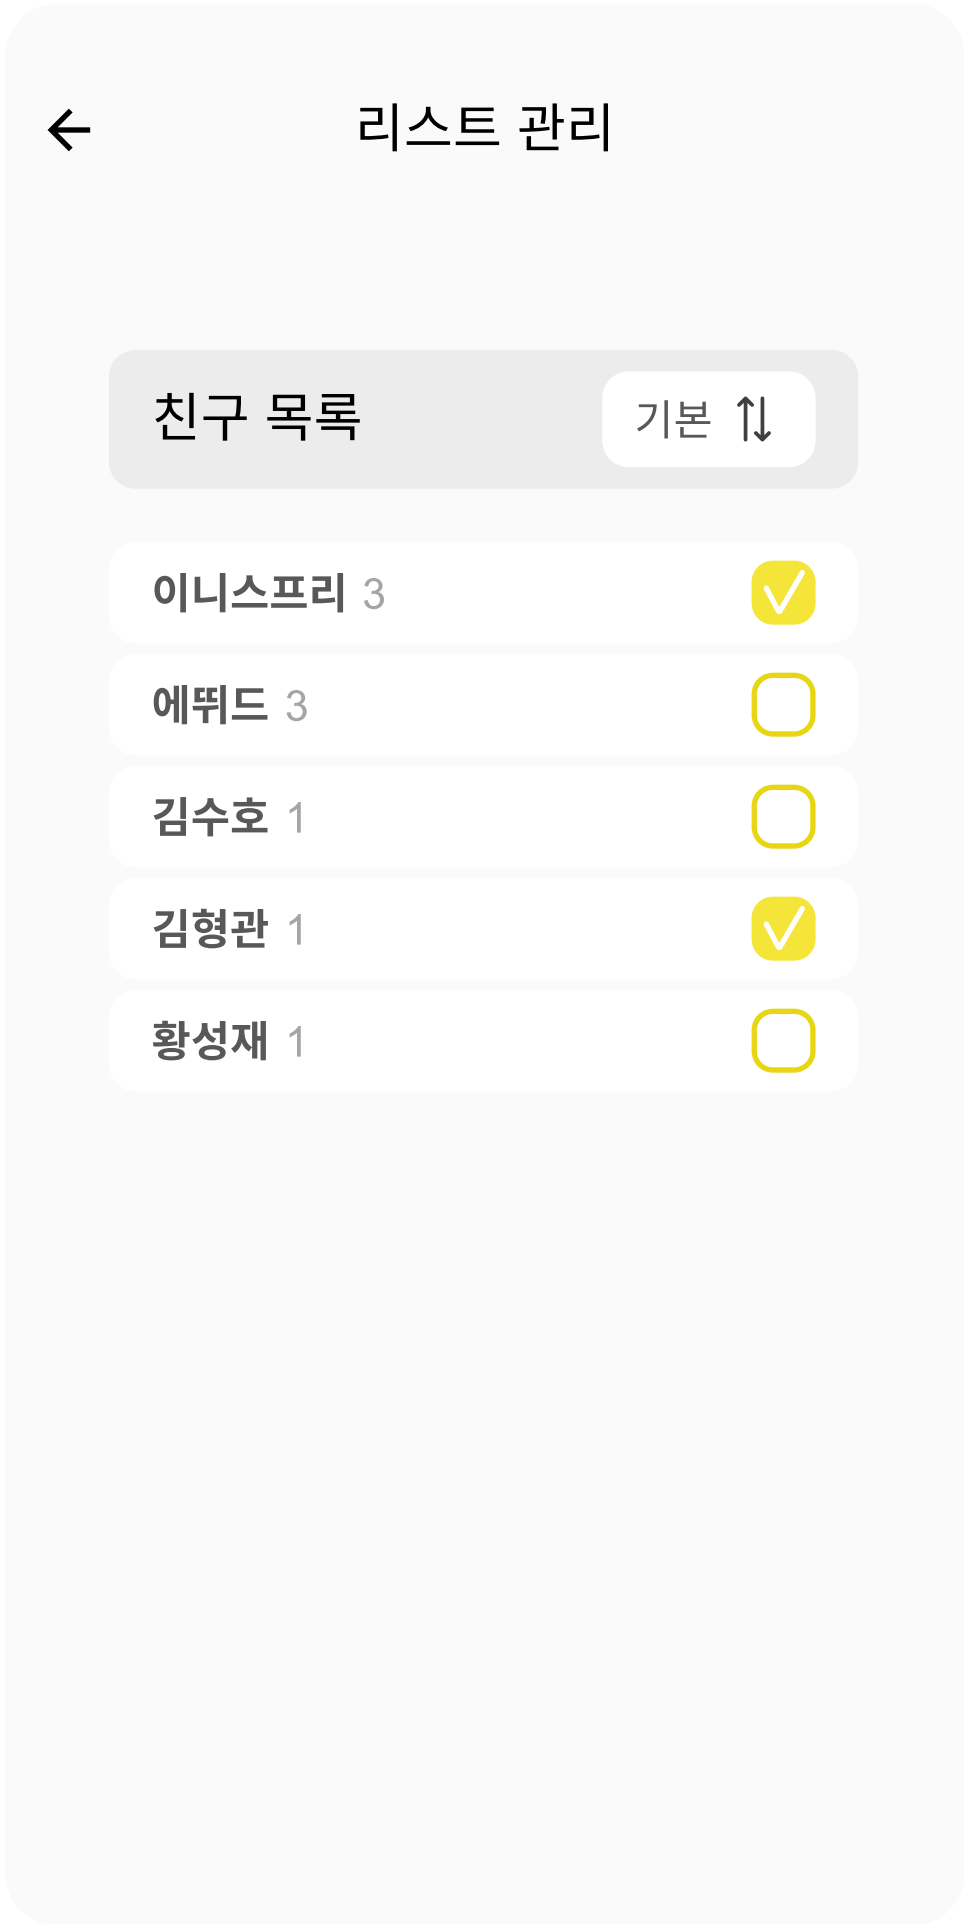 리스트 관리
친구 목록
기본
이니스프리 3
에뛰드 3
김수호 1
김형관 1
황성재 1